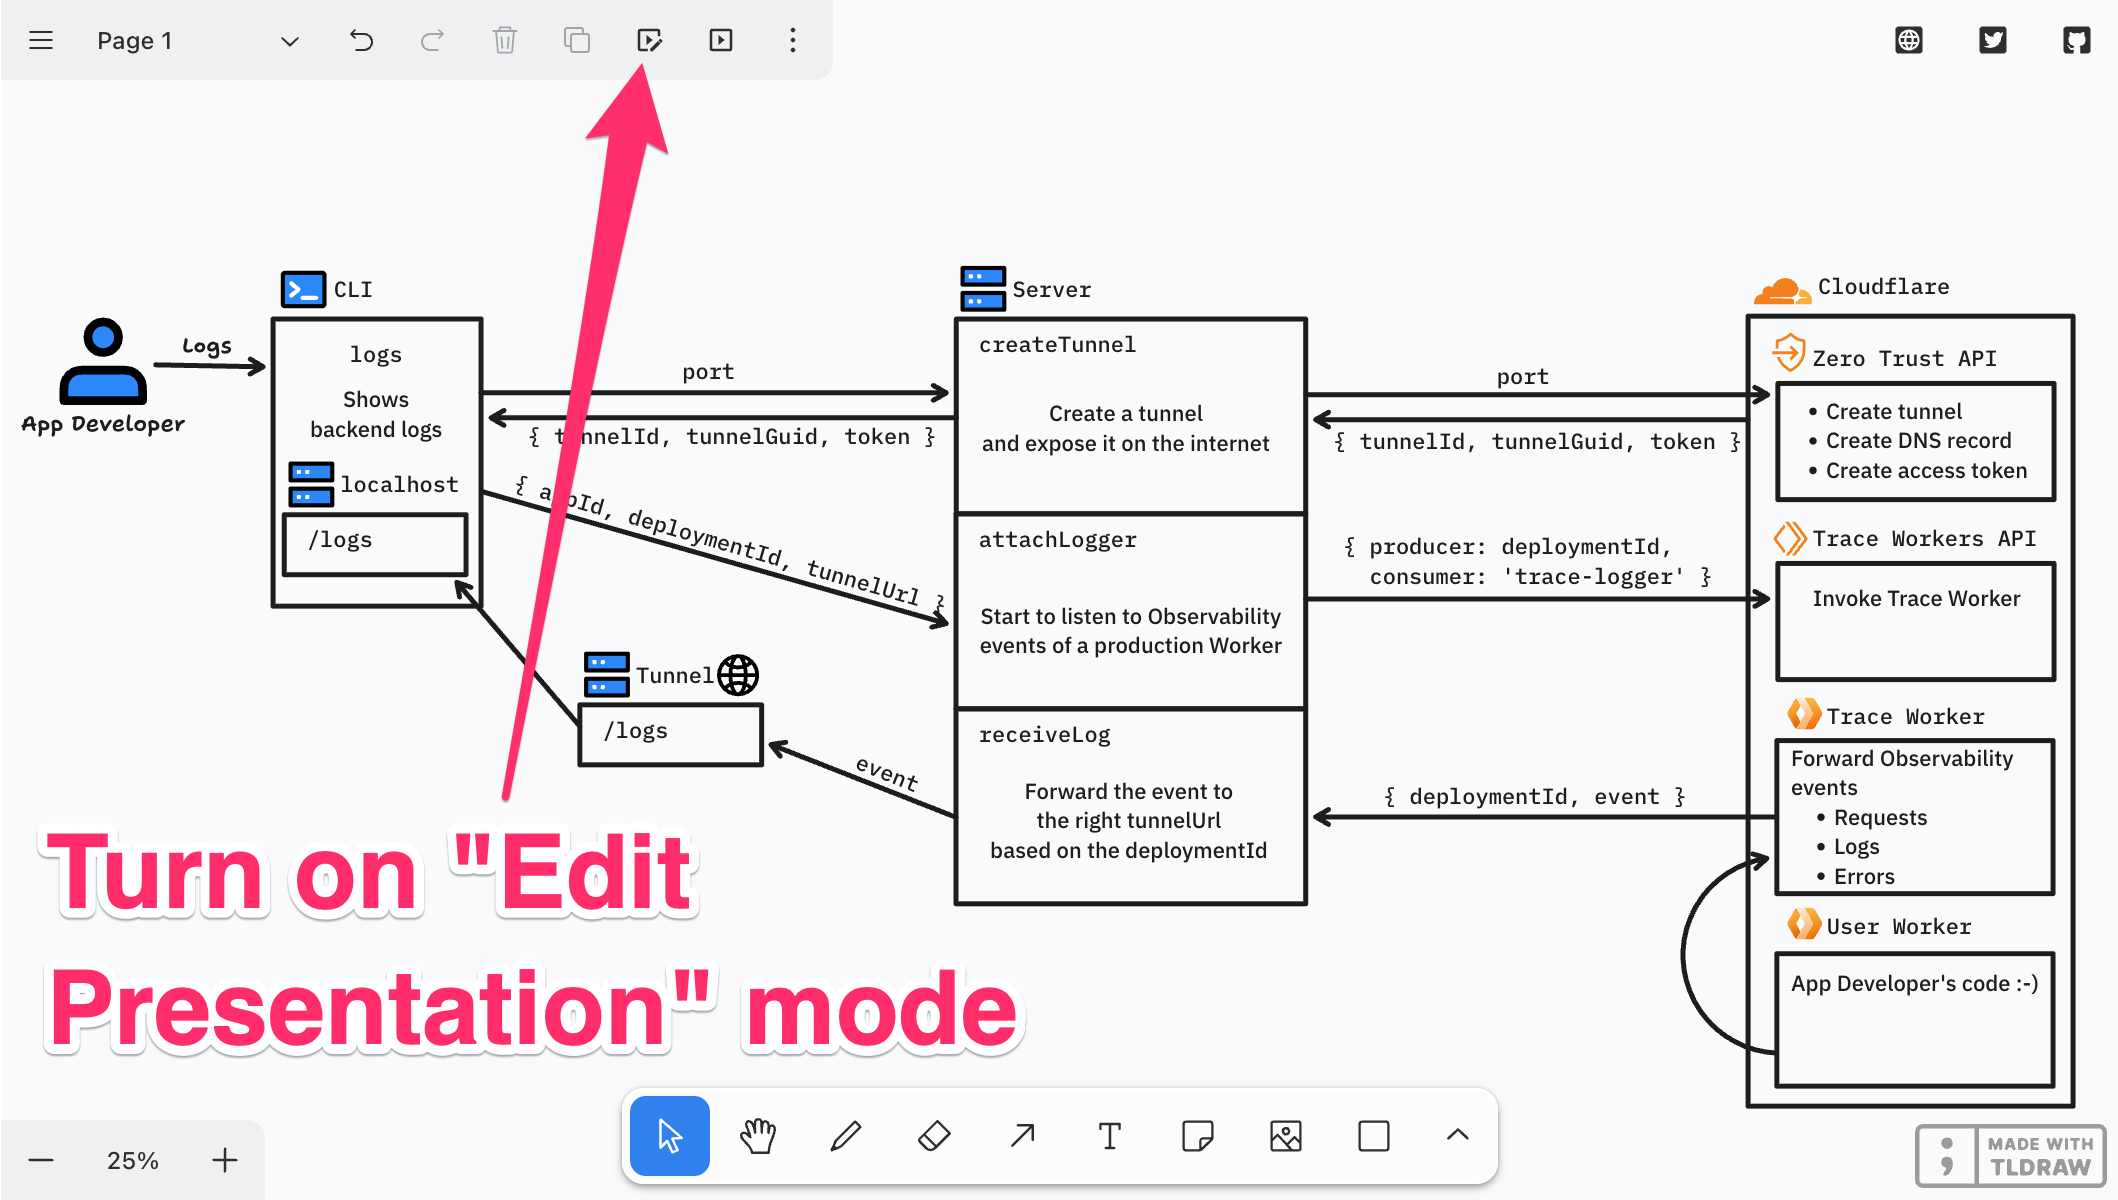 Page 1
CLI
Server
Cloudflare
Logs
App Developer
logs
Shows
backend logs
localhost
/logs
port
{ tunnelId, tunnelGuid, token }
{ appId, deploymentId, tunnelUrl }
Tunnel
/logs
event
createTunnel
Create a tunnel
and expose it on the internet
attachLogger
Start to listen to Observability
events of a production Worker
receiveLog
Forward the event to
the right tunnelUrl
based on the deploymentId
port
{ tunnelId, tunnelGuid, token }
{ producer: deploymentId,
consumer: 'trace-logger' }
{ deploymentId, event }
Zero Trust API
• Create tunnel
• Create DNS record
• Create access token
Trace Workers API
Invoke Trace Worker
Trace Worker
Forward Observability
events
• Requests
• Logs
• Errors
User Worker
App Developer's code :-)
Turn on "Edit
Presentation" mode
25%
T
MADE WITH
TLDRAW